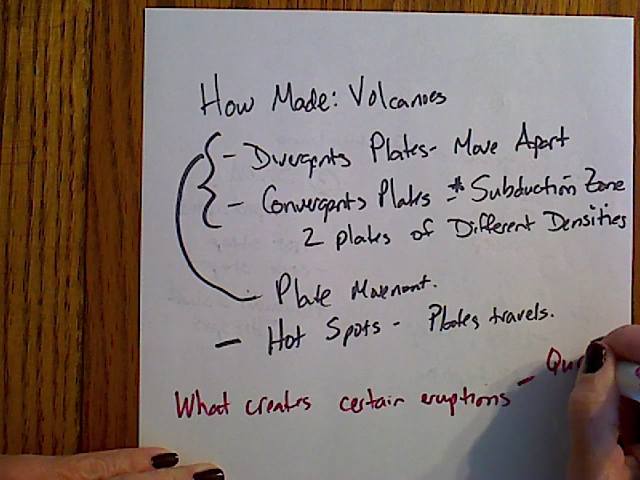 How Made: Volcanoes
- Divergents Plates- Move Apart
- Convergents Plates * Subduction Zone
2 plates of Different Densities
Plate Movement.
- Hot Spots - Plates travels.
What creates certain eruptions -